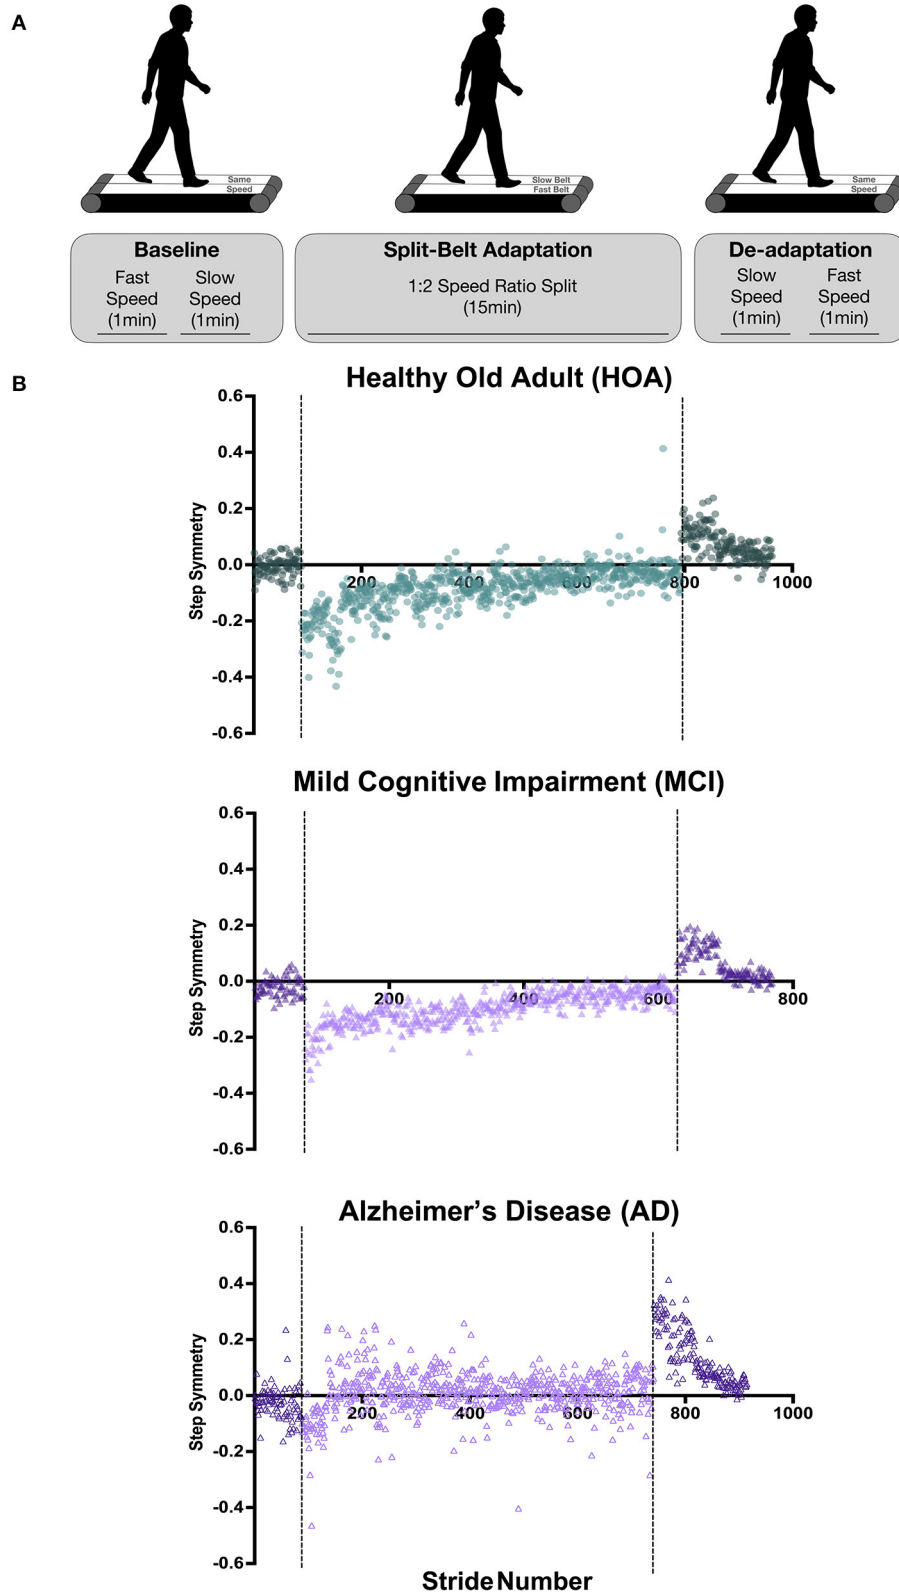 A
Same
Speed
Slow Belt
Fast Belt
Same
Speed
Baseline
Fast
Speed
(1min)
Slow
Speed
(1min)
Split-Belt Adaptation
1:2 Speed Ratio Split
(15min)
De-adaptation
Slow
Speed
(1min)
Fast
Speed
(1min)
B
Healthy Old Adult (HOA)
Step Symmetry
0.6
0.4
0.2
0.0
-0.2
-0.4
-0.6
200
400
600
800
1000
Mild Cognitive Impairment (MCI)
Step Symmetry
0.6
0.4
0.2
0.0
-0.2
-0.4
-0.6
200
400
600
800
Alzheimer’s Disease (AD)
Step Symmetry
0.6
0.4
0.2
0.0
-0.2
-0.4
-0.6
200
400
600
800
1000
Stride Number